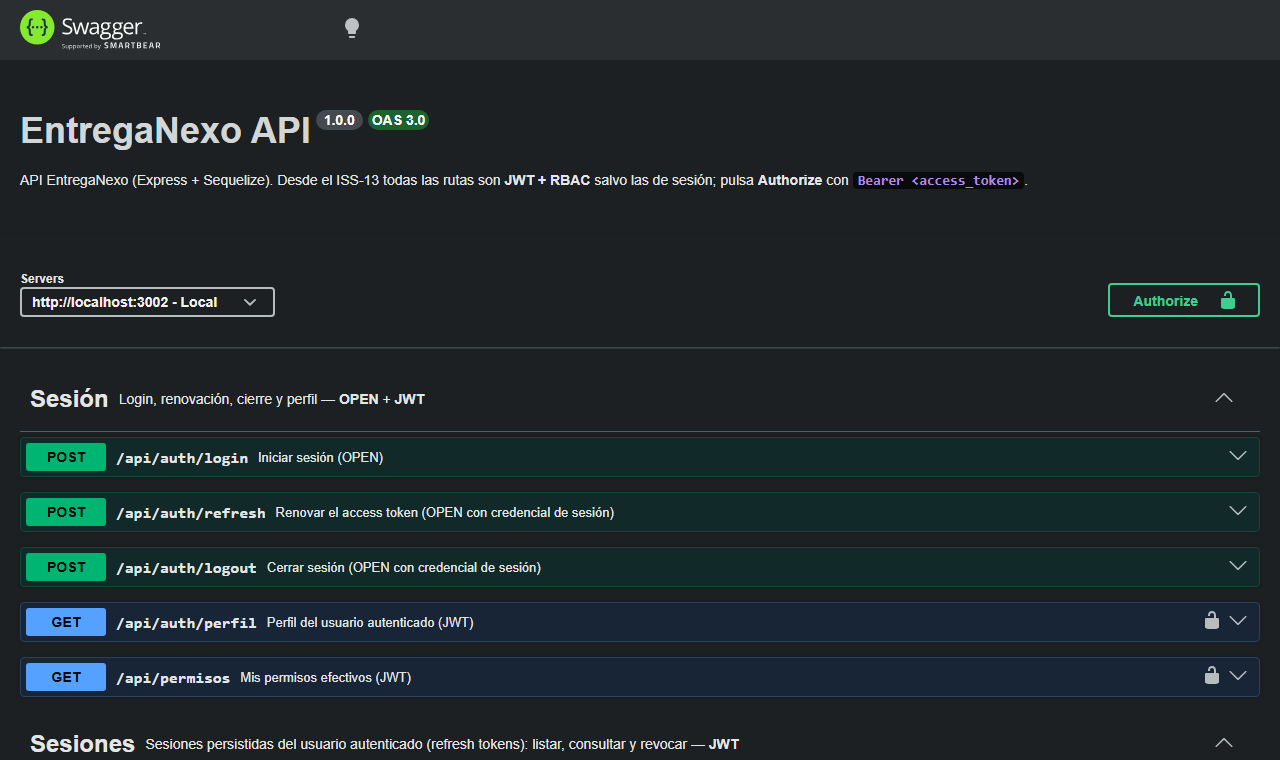 Swagger
Supported by SMARTBEAR
EntregaNexo API 1.0.0 OAS 3.0
API EntregaNexo (Express + Sequelize). Desde el ISS-13 todas las rutas son JWT + RBAC salvo las de sesión; pulsa Authorize con Bearer <access_token>.
Servers
http://localhost:3002 - Local
Authorize
Sesión Login, renovación, cierre y perfil — OPEN + JWT
POST /api/auth/login Iniciar sesión (OPEN)
POST /api/auth/refresh Renovar el access token (OPEN con credencial de sesión)
POST /api/auth/logout Cerrar sesión (OPEN con credencial de sesión)
GET /api/auth/perfil Perfil del usuario autenticado (JWT)
GET /api/permisos Mis permisos efectivos (JWT)
Sesiones Sesiones persistidas del usuario autenticado (refresh tokens): listar, consultar y revocar — JWT